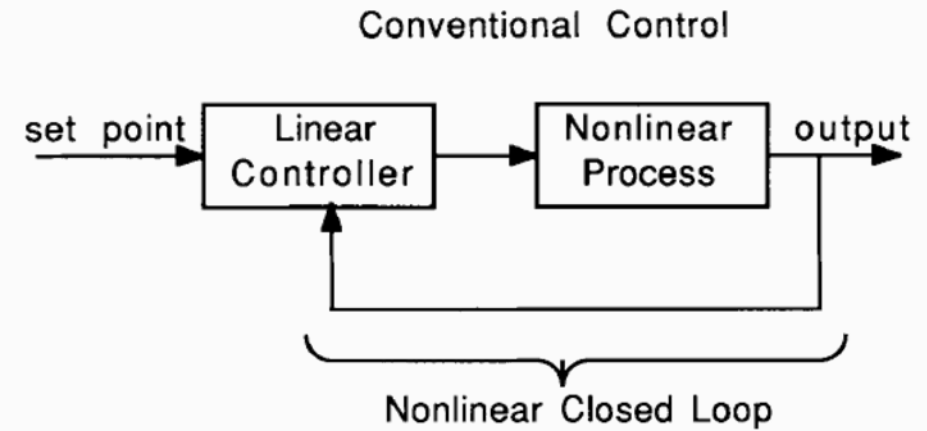 Conventional Control
set point
Linear
Controller
Nonlinear
Process
output
Nonlinear Closed Loop